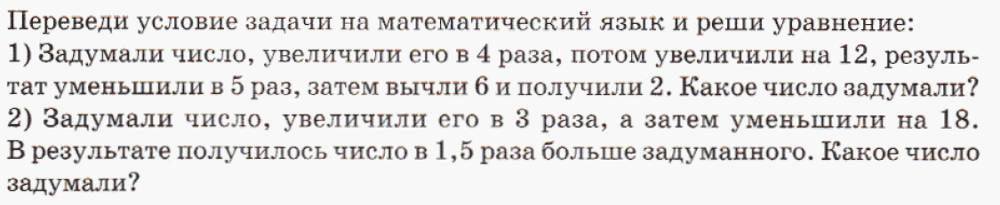 Переведи условие задачи на математический язык и реши уравнение:
1) Задумали число, увеличили его в 4 раза, потом увеличили на 12, резуль-
тат уменьшили в 5 раз, затем вычли 6 и получили 2. Какое число задумали?
2) Задумали число, увеличили его в 3 раза, а затем уменьшили на 18.
В результате получилось число в 1,5 раза больше задуманного. Какое число
задумали?